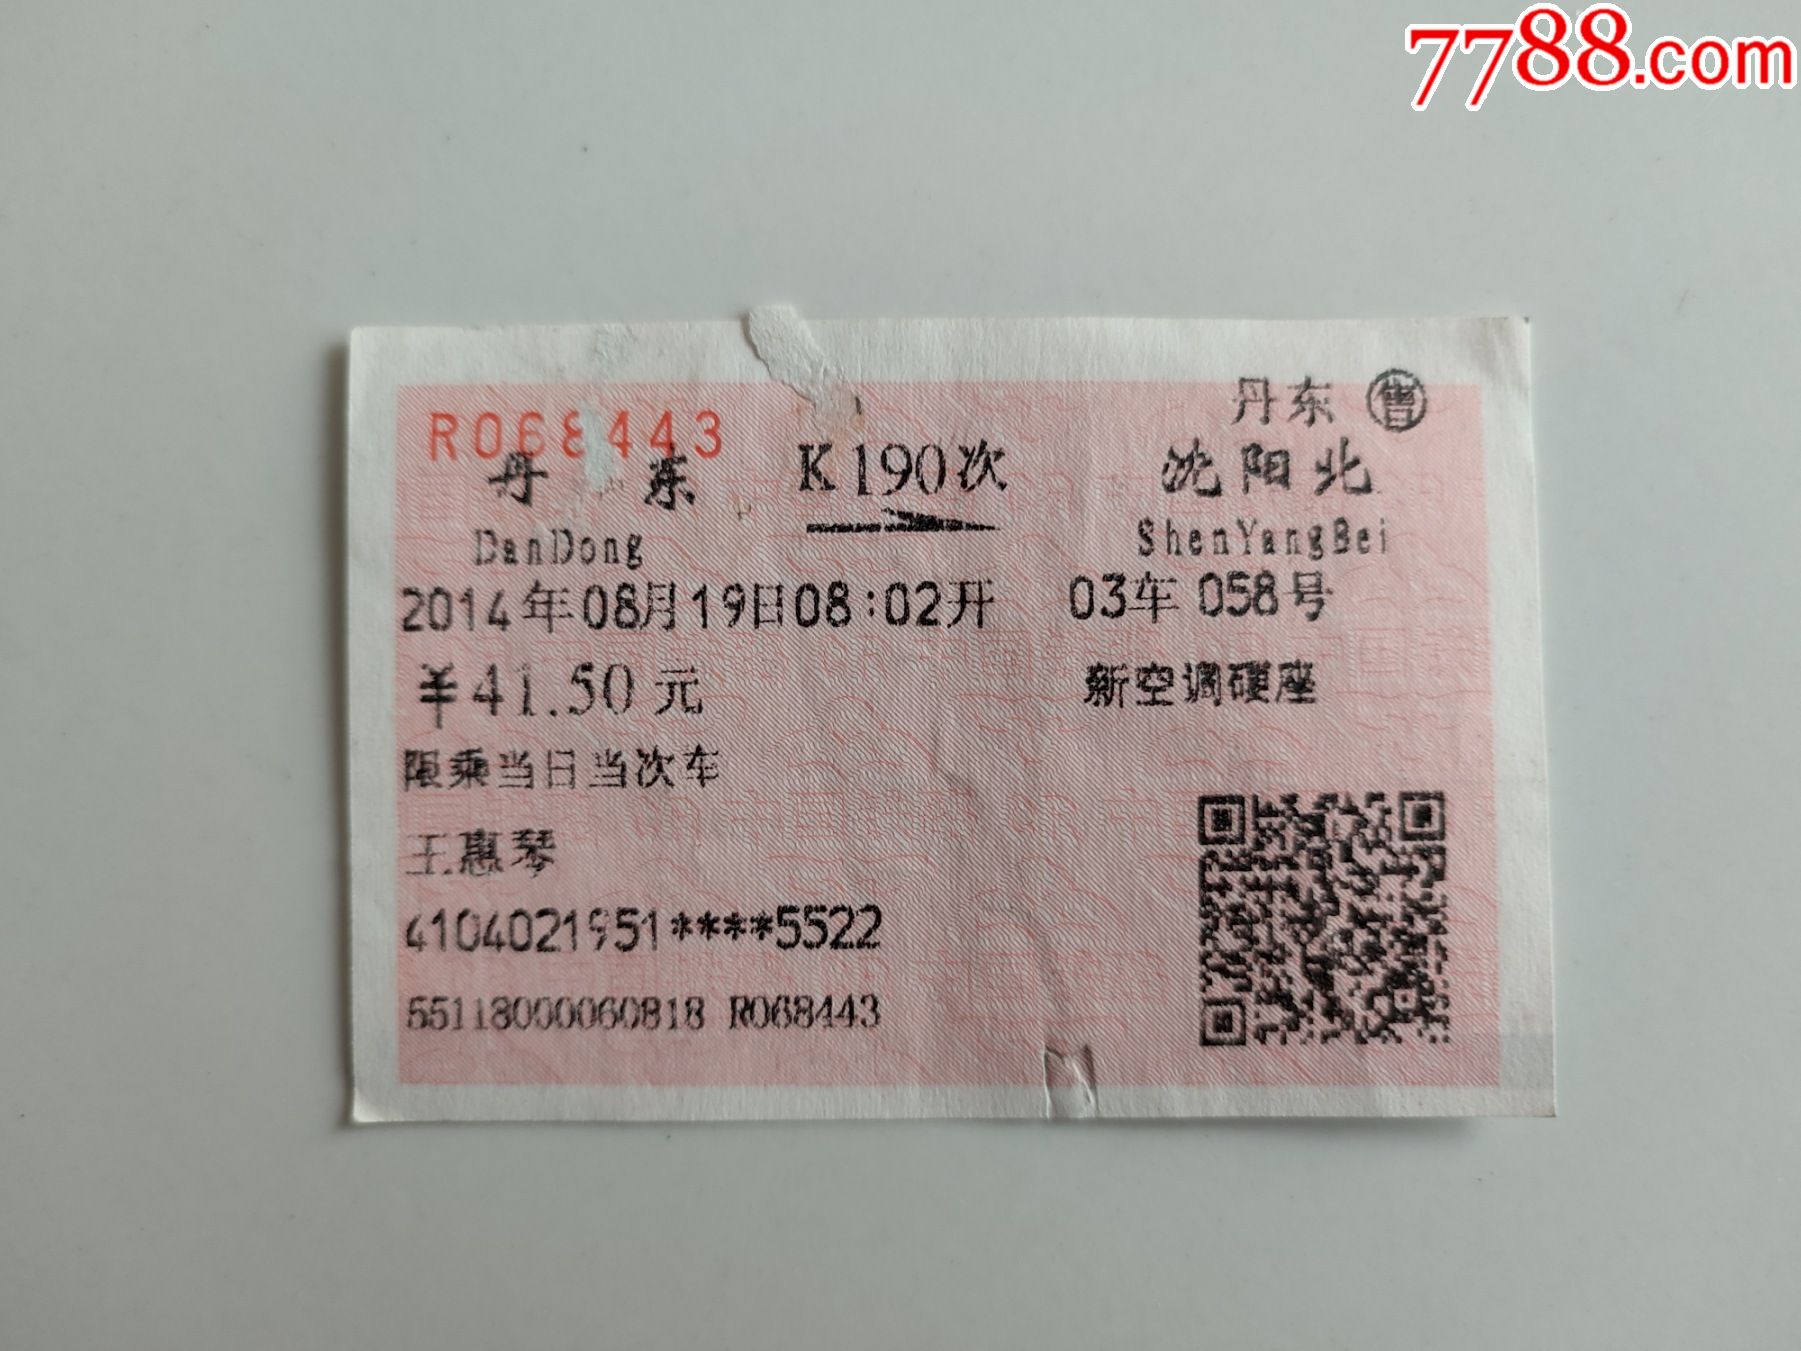 7788.com
丹东 售
R068443
丹 东 K190次 沈阳北
DanDong ShenYangBei
2014年08月19日08:02开 03车 058号
¥41.50元 新空调硬座
限乘当日当次车
王惠琴
4104021951****5522
55118000060818 R068443